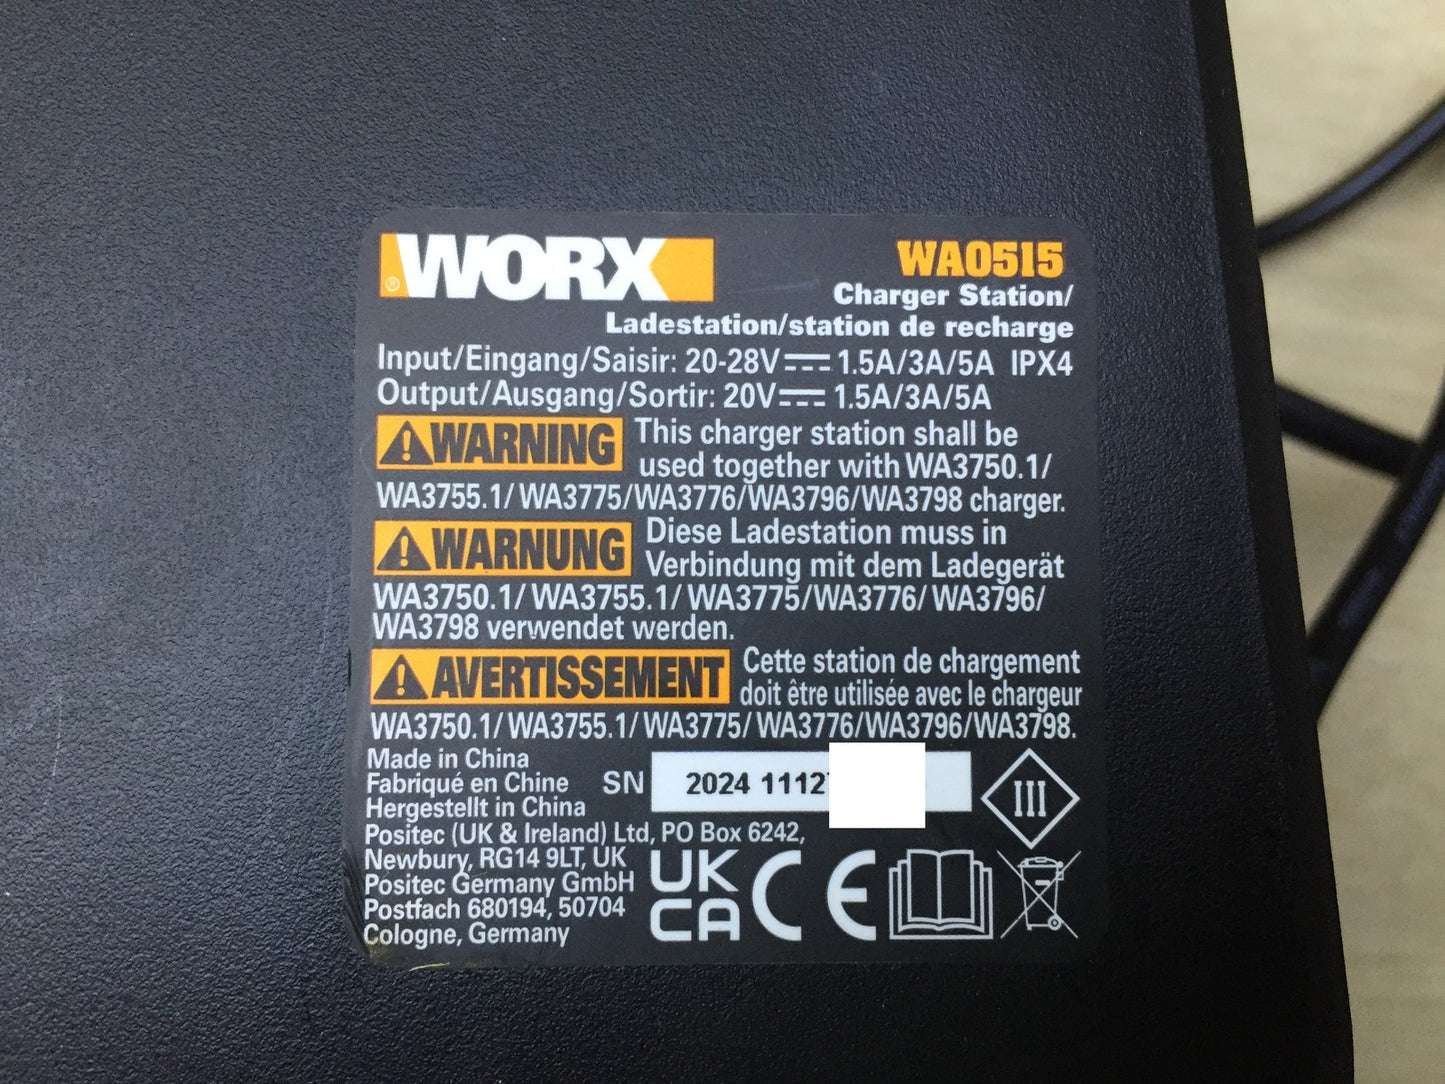 WORX
®
WA0515
Charger Station/
Ladestation/station de recharge
Input/Eingang/Saisir: 20-28V 1.5A/3A/5A IPX4
Output/Ausgang/Sortir: 20V 1.5A/3A/5A
WARNING This charger station shall be
used together with WA3750.1/
WA3755.1/ WA3775/WA3776/WA3796/WA3798 charger.
WARNUNG Diese Ladestation muss in
Verbindung mit dem Ladegerät
WA3750.1/ WA3755.1/ WA3775/WA3776/ WA3796/
WA3798 verwendet werden.
AVERTISSEMENT Cette station de chargement
doit être utilisée avec le chargeur
WA3750.1/ WA3755.1/ WA3775/ WA3776/WA3796/WA3798.
Made in China
Fabriqué en Chine
Hergestellt in China
SN 2024 1112
III
Positec (UK & Ireland) Ltd, PO Box 6242,
Newbury, RG14 9LT, UK
Positec Germany GmbH
Postfach 680194, 50704
Cologne, Germany
UK
CA
CE